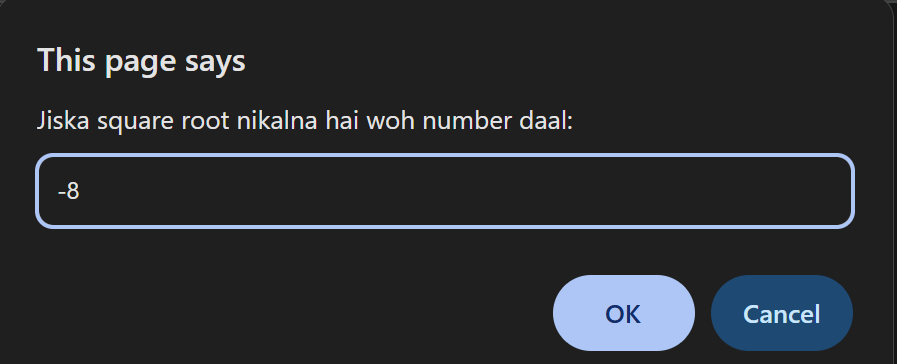 This page says
Jiska square root nikalna hai woh number daal:
-8
OK Cancel